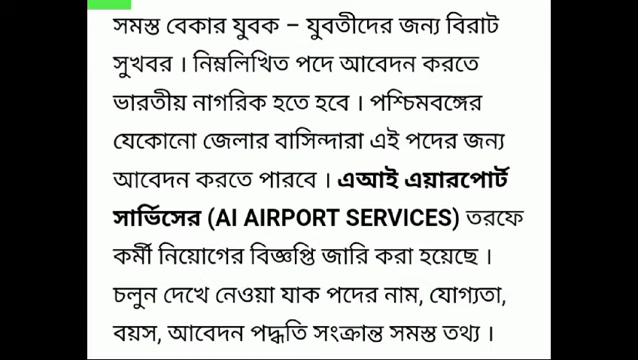 সমস্ত বেকার যুবক – যুবতীদের জন্য বিরাট
সুখবর । নিম্নলিখিত পদে আবেদন করতে
ভারতীয় নাগরিক হতে হবে । পশ্চিমবঙ্গের
যেকোনো জেলার বাসিন্দারা এই পদের জন্য
আবেদন করতে পারবে । এআই এয়ারপোর্ট
সার্ভিসের (AI AIRPORT SERVICES) তরফে
কর্মী নিয়োগের বিজ্ঞপ্তি জারি করা হয়েছে ।
চলুন দেখে নেওয়া যাক পদের নাম, যোগ্যতা,
বয়স, আবেদন পদ্ধতি সংক্রান্ত সমস্ত তথ্য ।